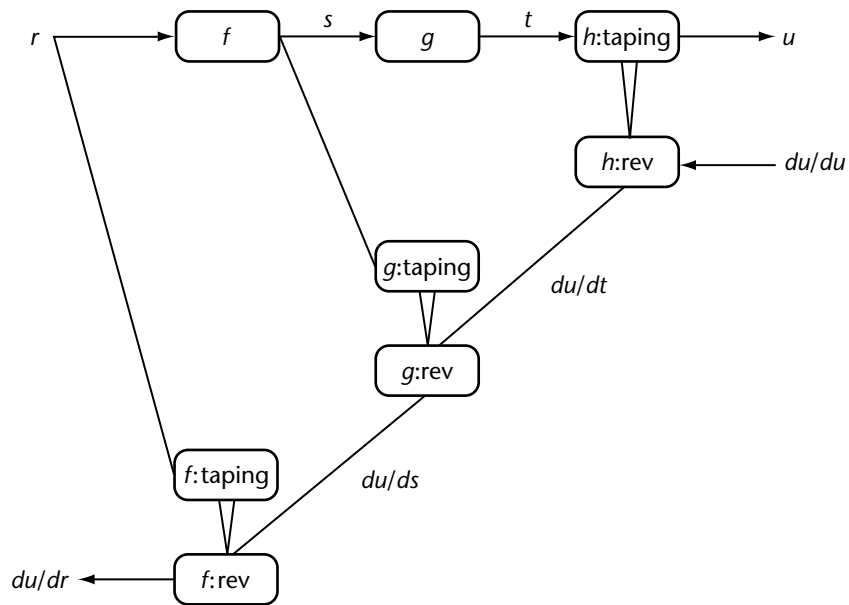 r f s g t h:taping u
h:rev du/du
g:taping
du/dt
g:rev
f:taping
du/ds
du/dr f:rev